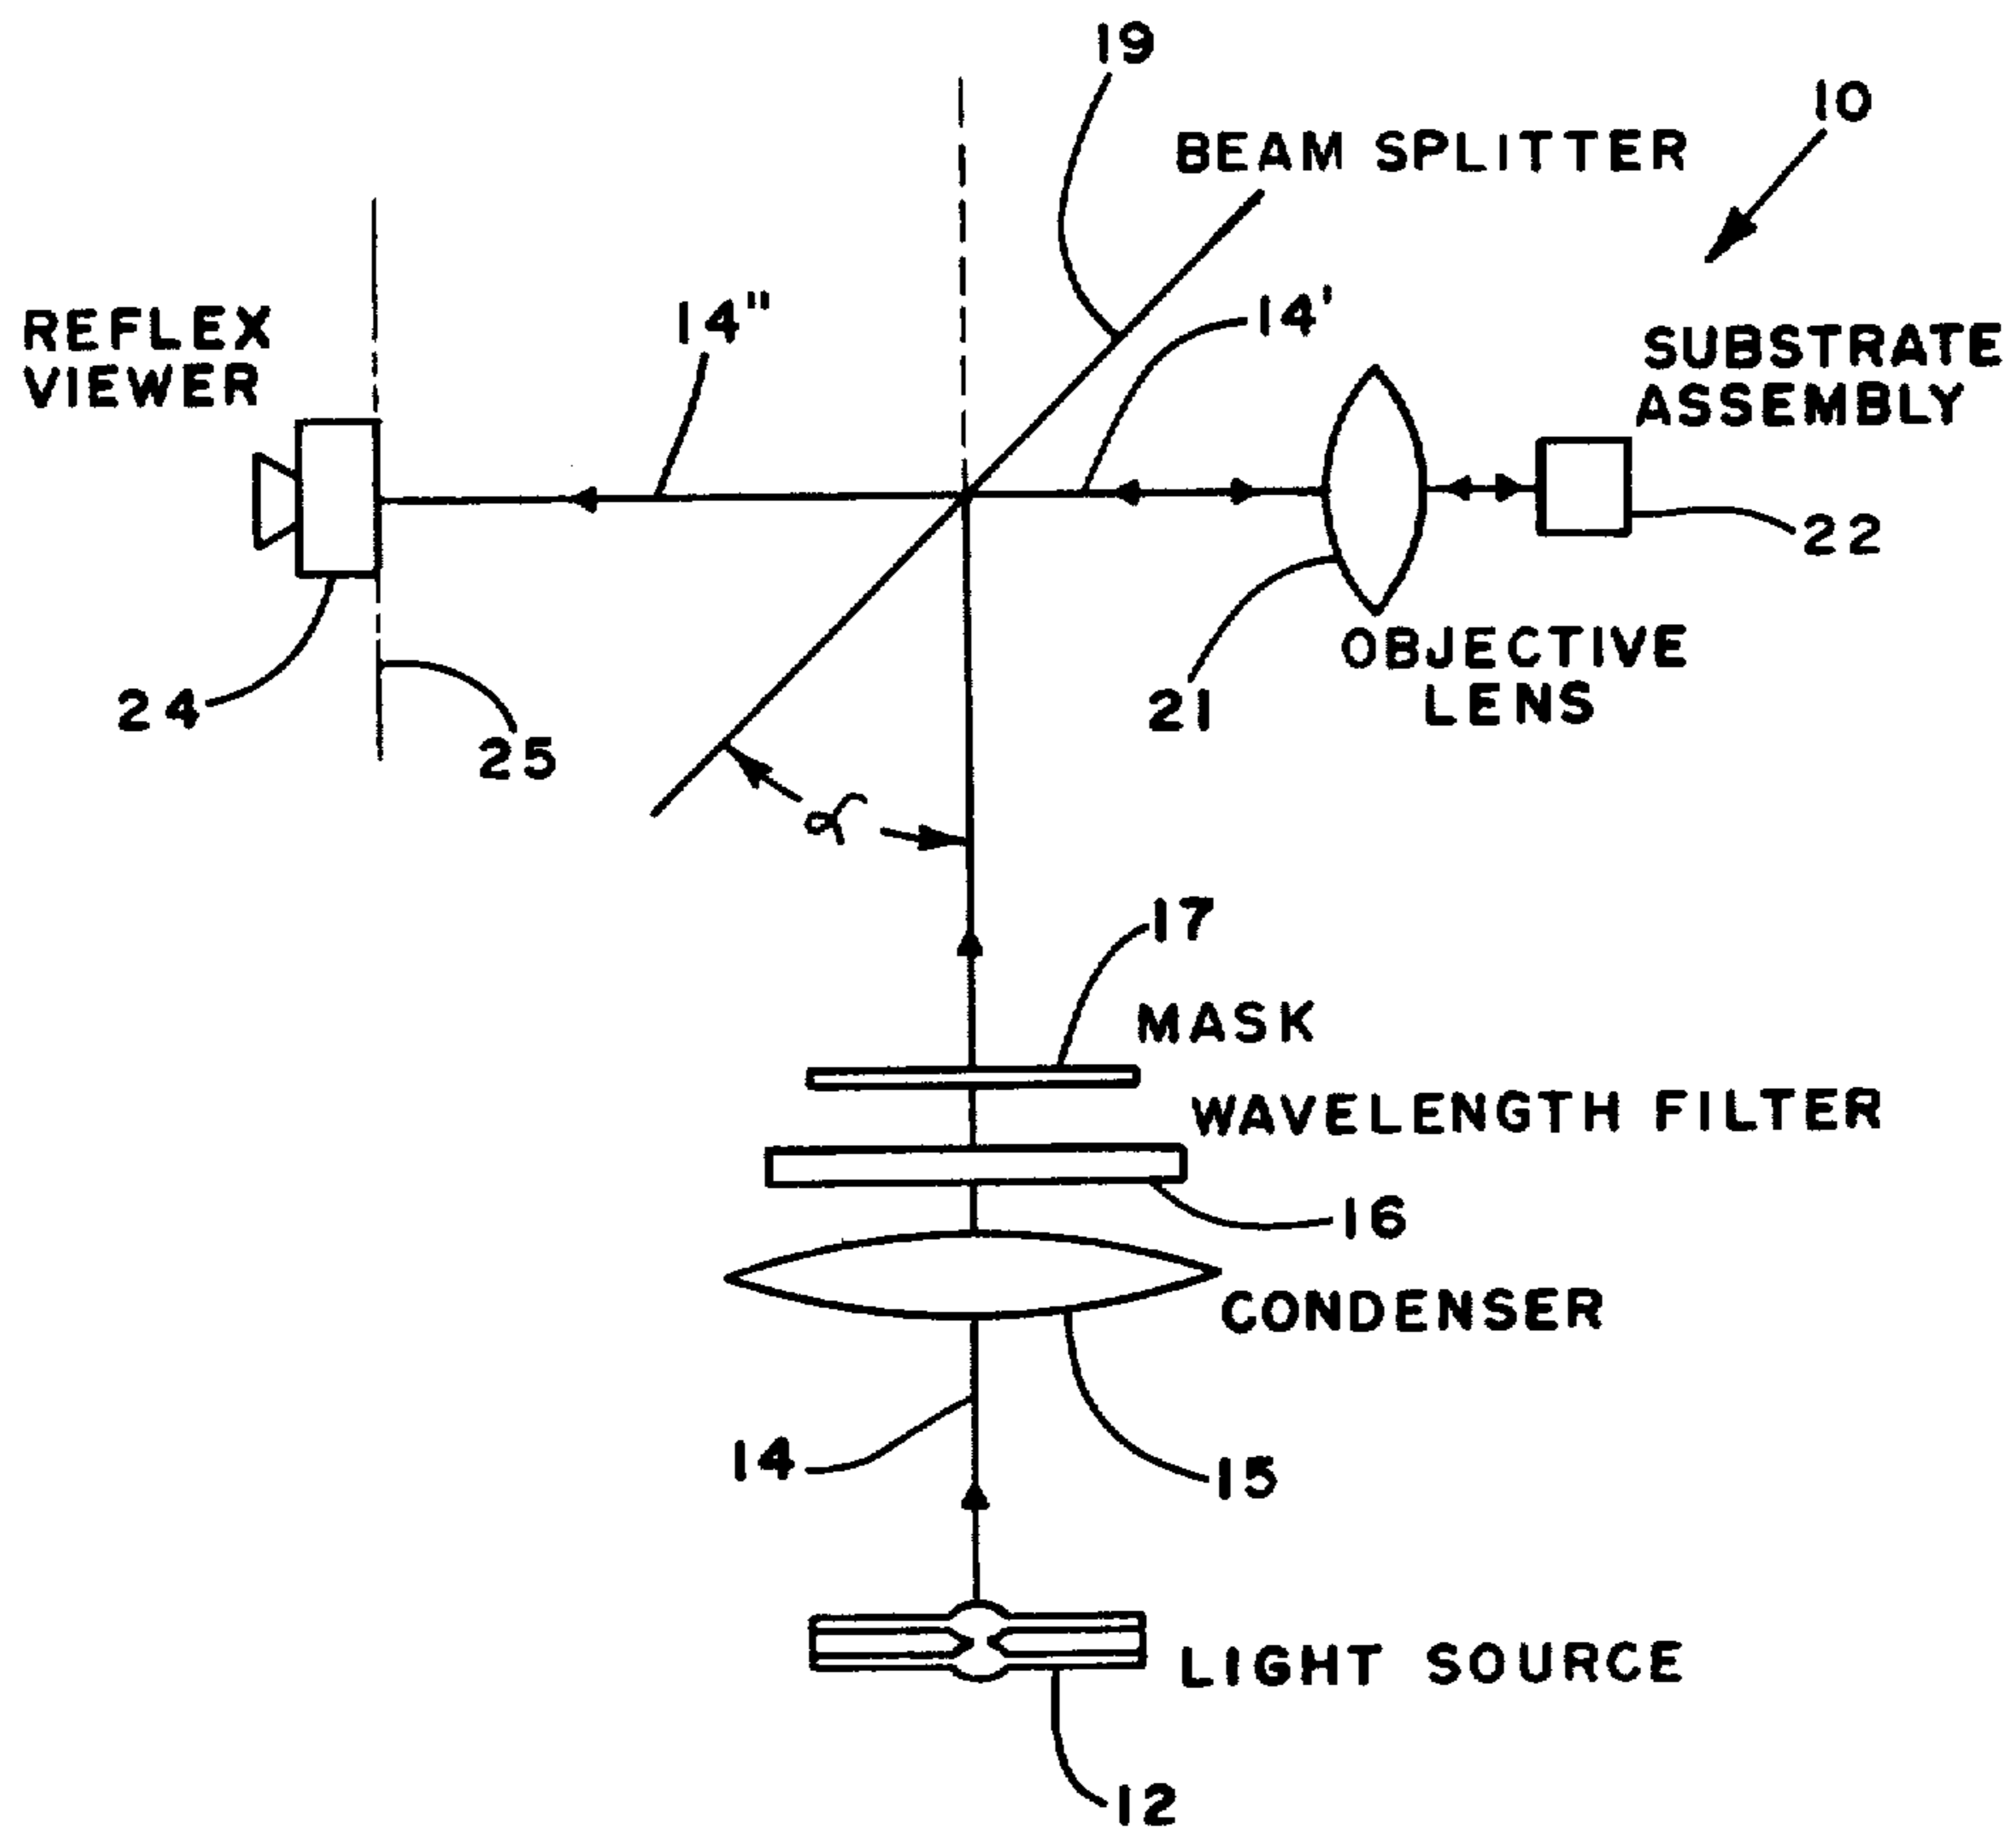 19
10
BEAM SPLITTER
14"
14'
REFLEX
VIEWER
SUBSTRATE
ASSEMBLY
22
OBJECTIVE
LENS
21
24
25
α
17
MASK
WAVELENGTH FILTER
16
CONDENSER
14
15
LIGHT SOURCE
12